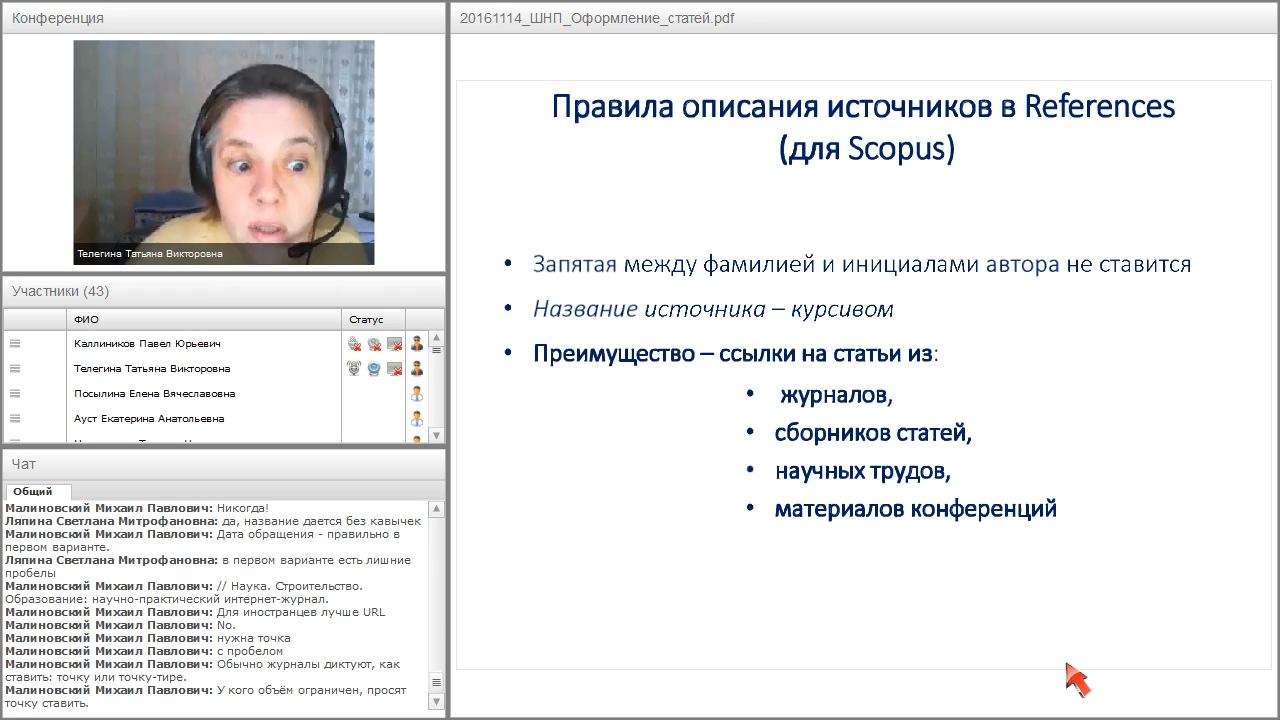 Конференция
Телегина Татьяна Викторовна
Участники (43)
ФИО
Статус
Каллиников Павел Юрьевич
Телегина Татьяна Викторовна
Посылина Елена Вячеславовна
Ауст Екатерина Анатольевна
Чат
Общий
Малиновский Михаил Павлович: Никогда!
Ляпина Светлана Митрофановна: да, название дается без кавычек
Малиновский Михаил Павлович: Дата обращения - правильно в
первом варианте.
Ляпина Светлана Митрофановна: в первом варианте есть лишние
пробелы
Малиновский Михаил Павлович: // Наука. Строительство.
Образование: научно-практический интернет-журнал.
Малиновский Михаил Павлович: Для иностранцев лучше URL
Малиновский Михаил Павлович: No.
Малиновский Михаил Павлович: нужна точка
Малиновский Михаил Павлович: с пробелом
Малиновский Михаил Павлович: Обычно журналы диктуют, как
ставить: точку или точку-тире.
Малиновский Михаил Павлович: У кого объём ограничен, просят
точку ставить.
20161114_ШНП_Оформление_статей.pdf
Правила описания источников в References
(для Scopus)
• Запятая между фамилией и инициалами автора не ставится
• Название источника – курсивом
• Преимущество – ссылки на статьи из:
• журналов,
• сборников статей,
• научных трудов,
• материалов конференций